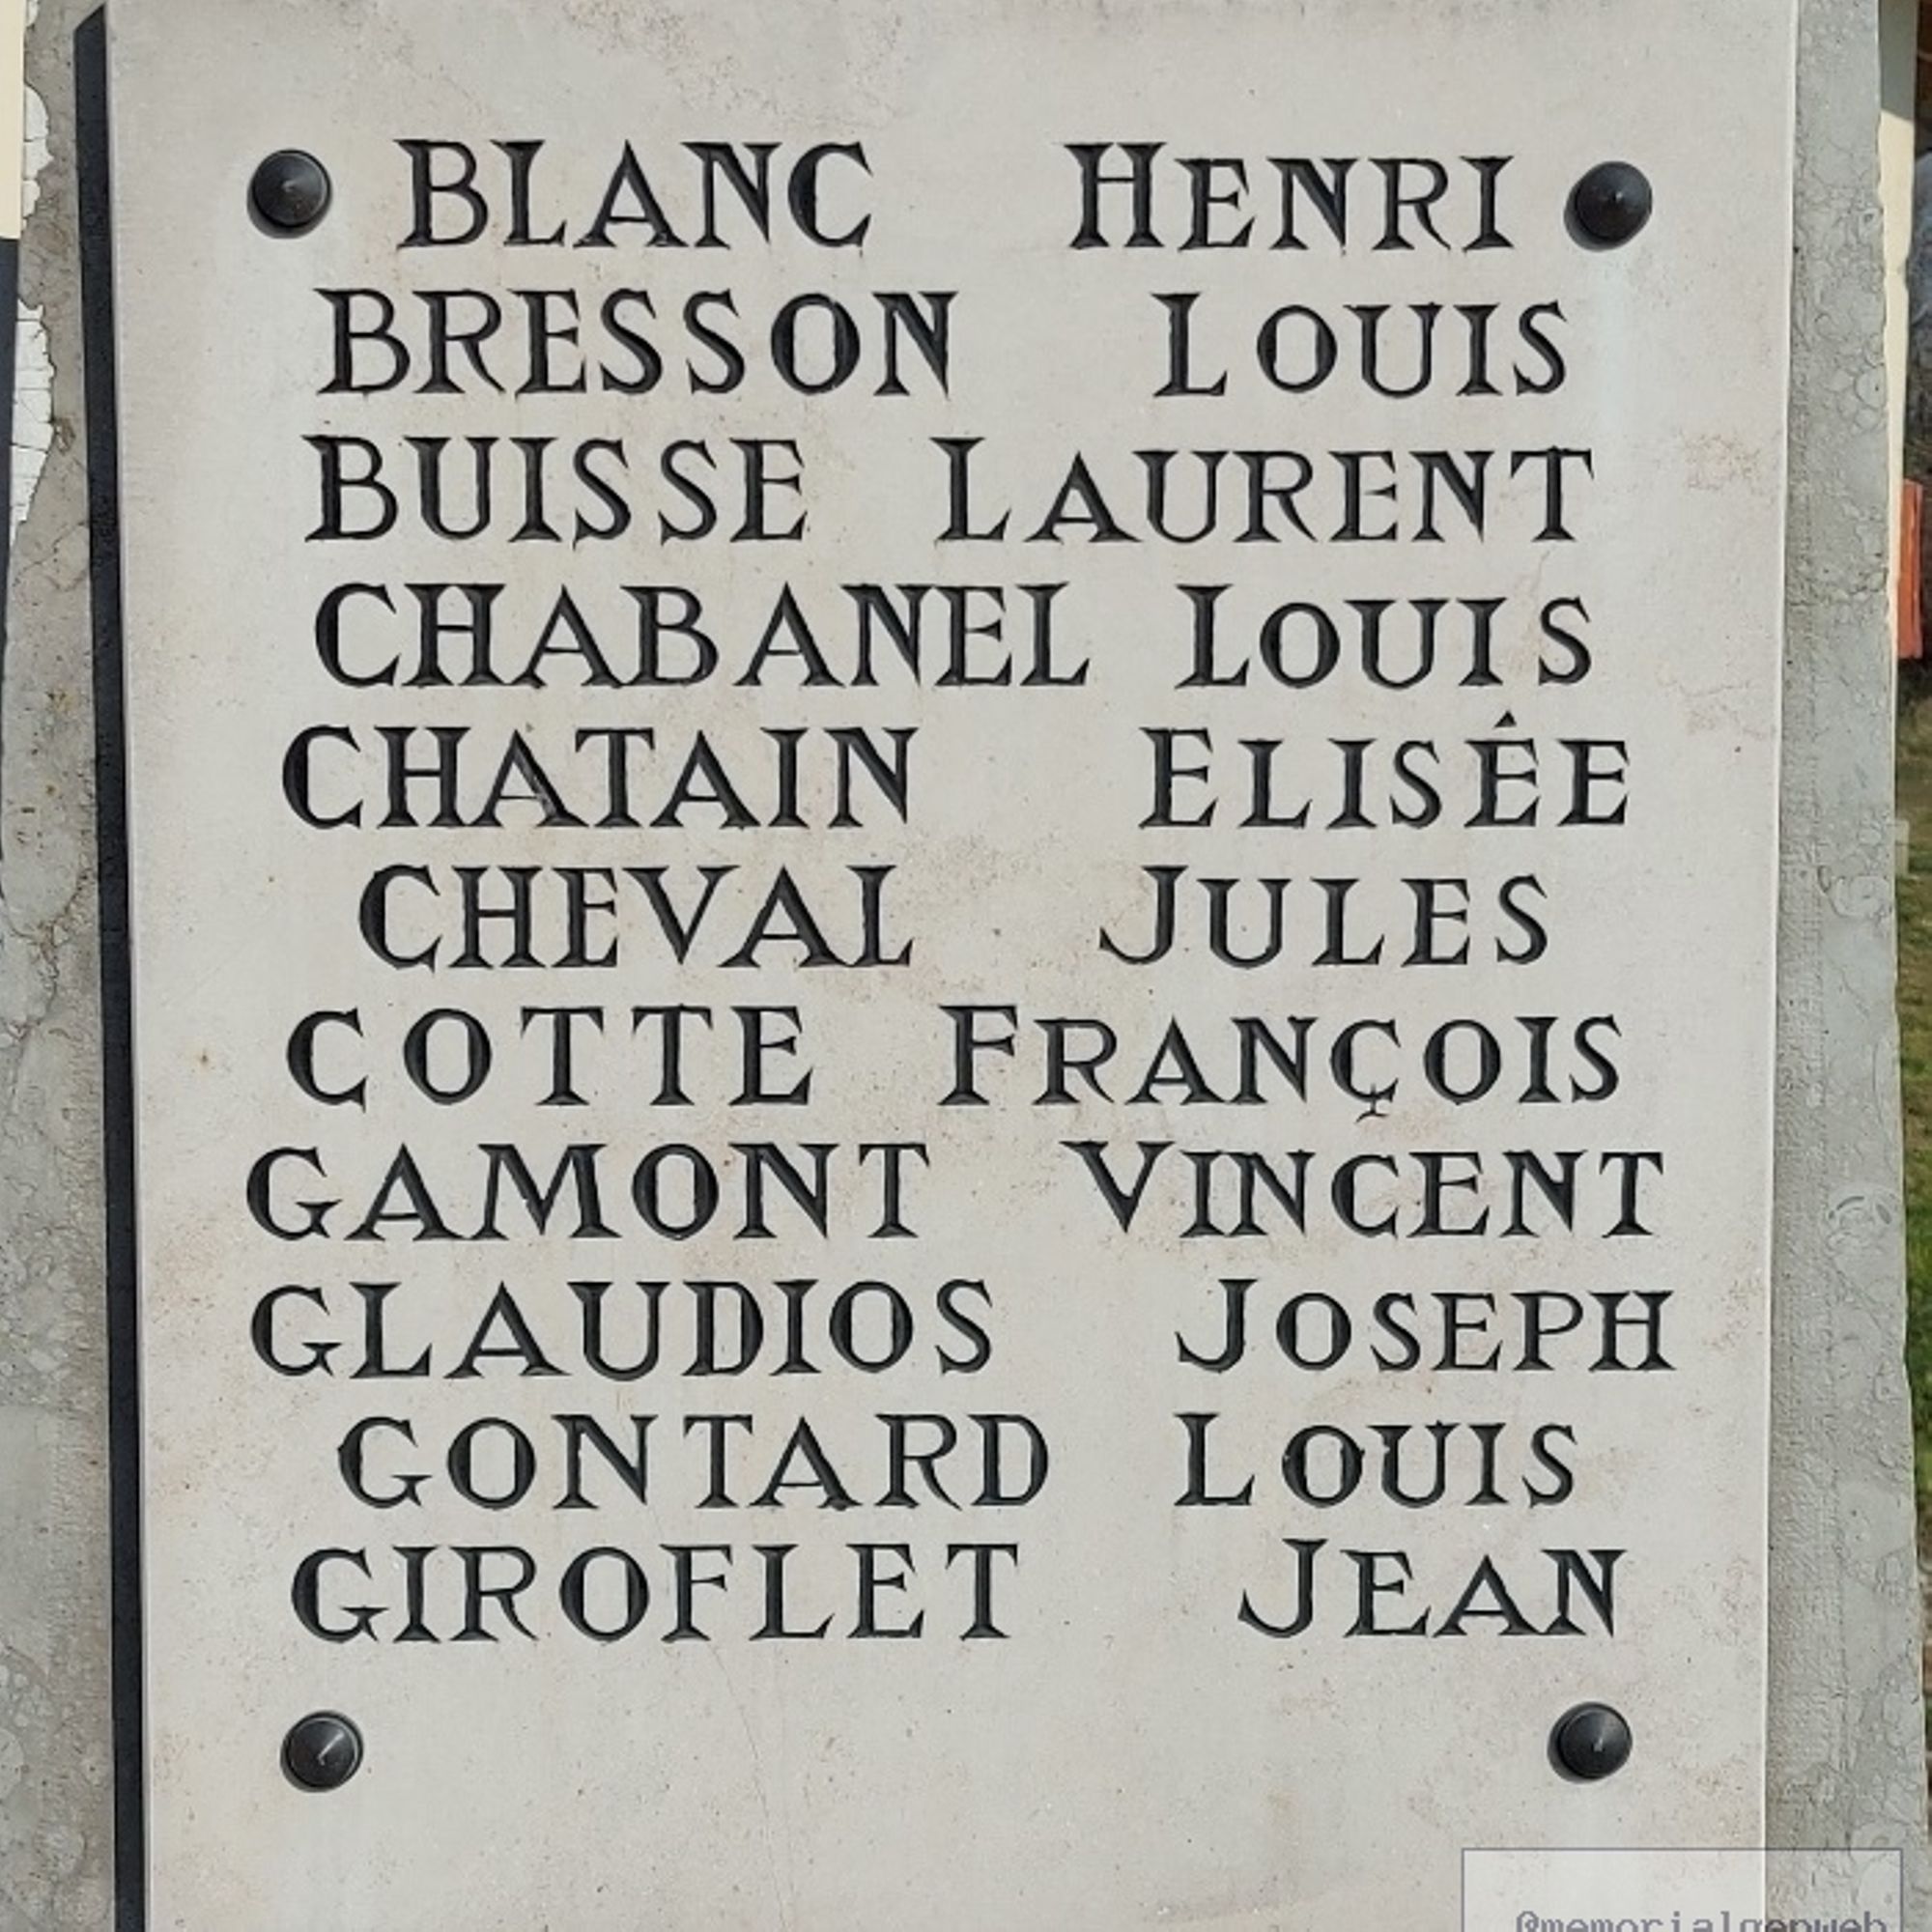 BLANC HENRI
BRESSON LOUIS
BUISSE LAURENT
CHABANEL LOUIS
CHATAIN ELISÉE
CHEVAL JULES
COTTE FRANÇOIS
GAMONT VINCENT
GLAUDIOS JOSEPH
GONTARD LOUIS
GIROFLET JEAN
@memorialgenweb